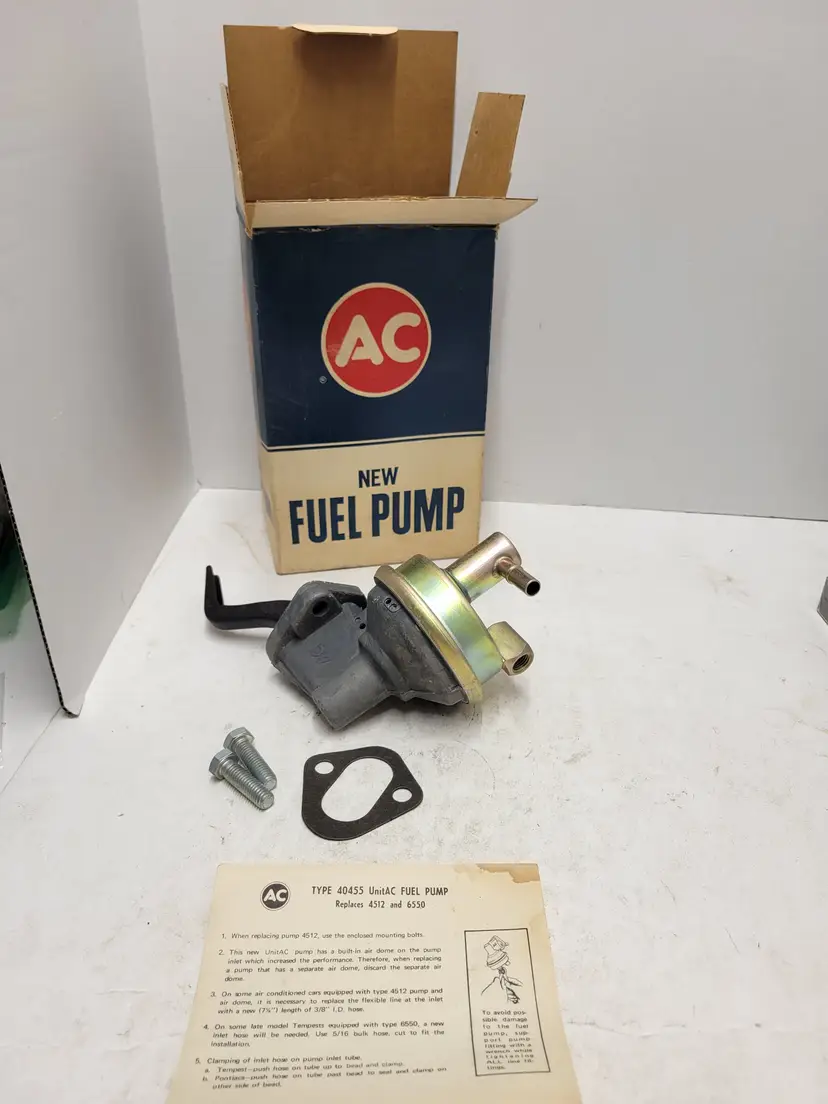 AC
®
NEW
FUEL PUMP
AC
AC
TYPE 40455 UnitAC FUEL PUMP
Replaces 4512 and 6550
1. When replacing pump 4512, use the enclosed mounting bolts.
2. This new UnitAC pump has a built-in air dome on the pump
inlet which increased the performance. Therefore, when replacing
a pump that has a separate air dome, discard the separate air
dome.
3. On some air conditioned cars equipped with type 4512 pump and
air dome, it is necessary to replace the flexible line at the inlet
with a new (7½") length of 3/8" I.D. hose.
4. On some late model Tempests equipped with type 6550, a new
inlet hose will be needed. Use 5/16 bulk hose, cut to fit the
installation.
5. Clamping of inlet hose on pump inlet tube.
a. Tempest—push hose on tube up to bead and clamp.
b. Pontiacs—push hose on tube past bead to seat and clamp on
other side of bead.
To avoid pos-
sible damage
to the fuel
pump, sup-
port pump
fitting with a
wrench while
tightening
ALL line fit-
tings.